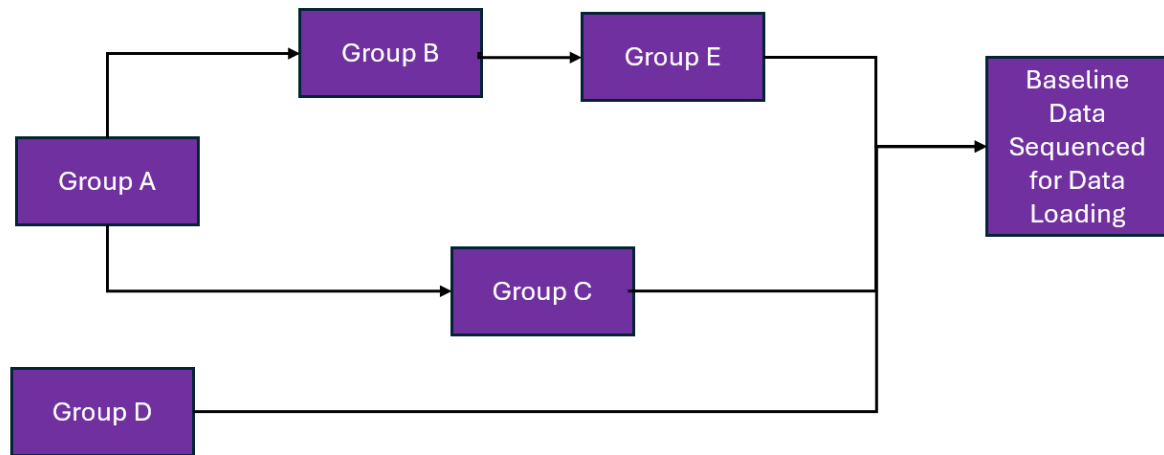 Group B
Group E
Baseline
Data
Sequenced
for Data
Loading
Group A
Group C
Group D